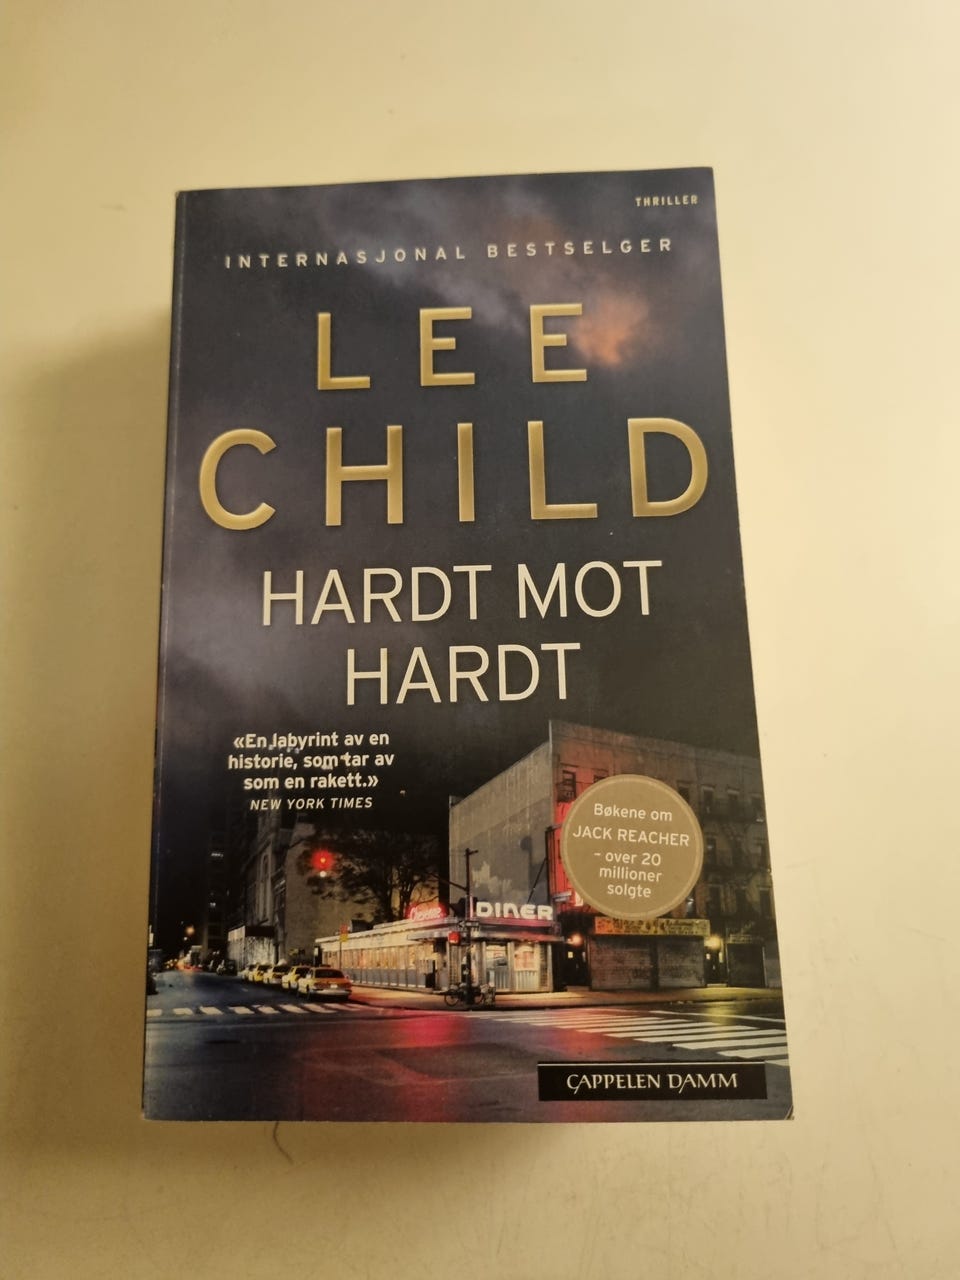 THRILLER
INTERNASJONAL BESTSELGER
LEE
CHILD
HARDT MOT
HARDT
«En labyrint av en
historie, som tar av
som en rakett.»
NEW YORK TIMES
Bøkene om
JACK REACHER
– over 20
millioner
solgte
DINER
CAPPELEN DAMM